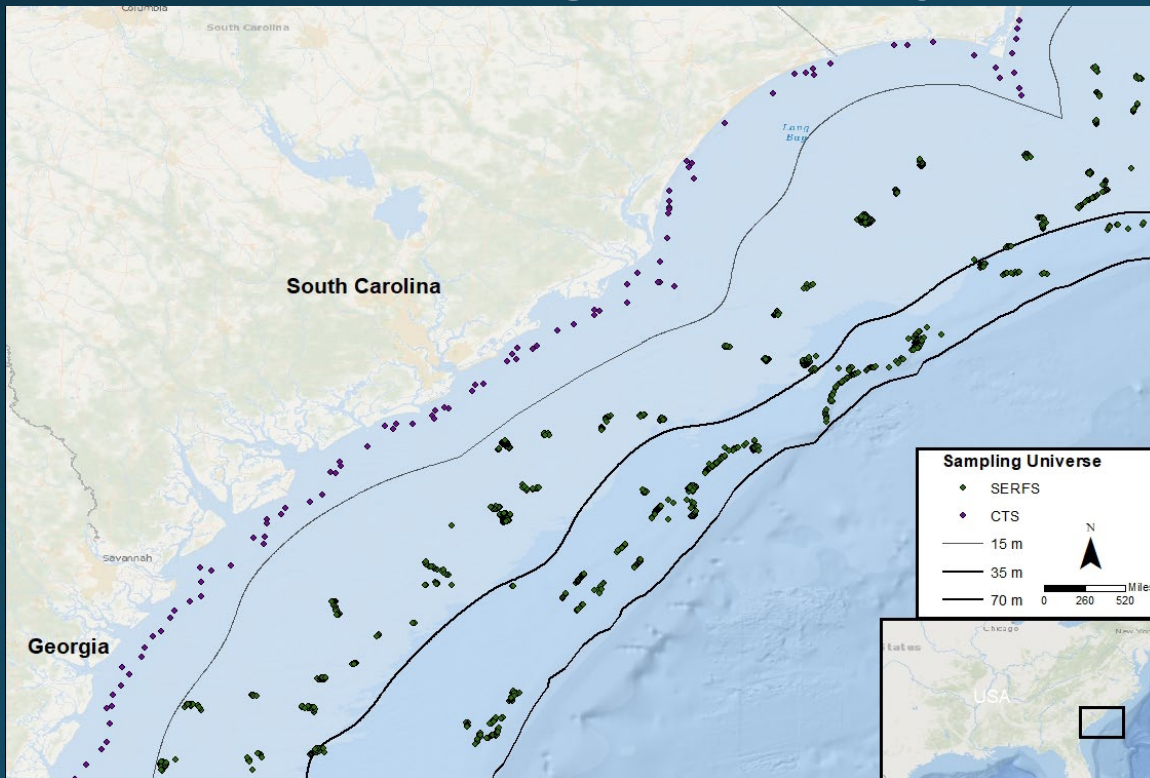 Columbia
South Carolina
Long
Bay
South Carolina
Savannah
Georgia
Sampling Universe
SERFS
CTS
15 m
35 m
70 m
N
0 260 520 Miles
Chicago
New York
States
USA